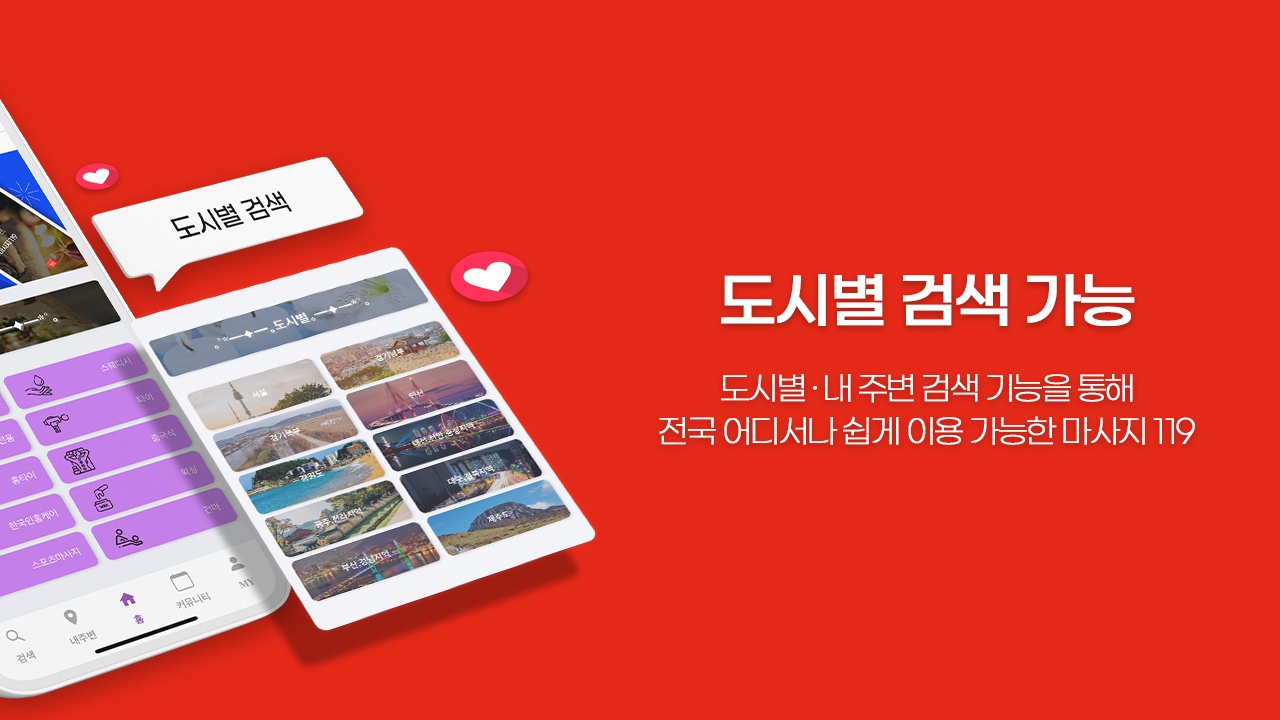 도시별 검색
도시별
서울
경기남부
경기북부
인천
강원도
대전.천안.충청지역
광주.전라지역
대구.경북지역
부산.경남지역
제주도
스웨디시
타이
중국식
왁싱
건마
홈타이
한국인홈케어
스포츠마사지
검색
내주변
홈
커뮤니티
MY
도시별 검색 가능
도시별·내 주변 검색 기능을 통해
전국 어디서나 쉽게 이용 가능한 마사지 119